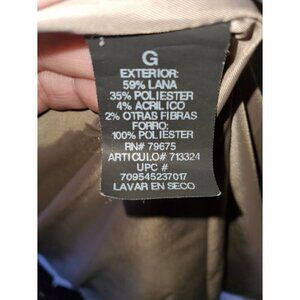 G
EXTERIOR:
59% LANA
35% POLIESTER
4% ACRILICO
2% OTRAS FIBRAS
FORRO:
100% POLIESTER
RN# 79675
ARTICULO# 713324
UPC #
709545237017
LAVAR EN SECO